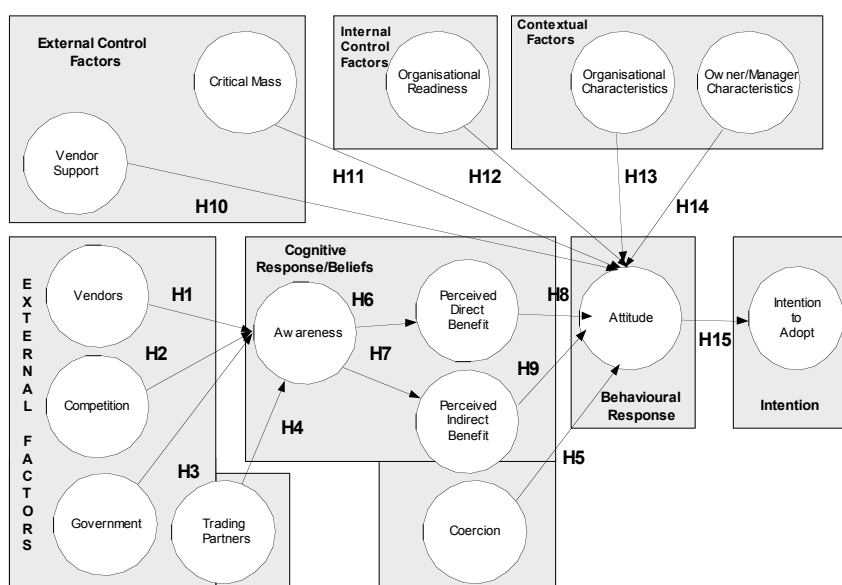 External Control
Factors
Critical Mass
Vendor
Support
Internal
Control
Factors
Organisational
Readiness
Contextual
Factors
Organisational
Characteristics
Owner/Manager
Characteristics
H10
H11
H12
H13
H14
EXTERNAL FACTORS
Vendors
Competition
Government
Trading
Partners
H1
H2
H3
H4
Cognitive
Response/Beliefs
Awareness
H6
H7
Perceived
Direct
Benefit
Perceived
Indirect
Benefit
H8
H9
Coercion
H5
Attitude
Behavioural
Response
H15
Intention
to
Adopt
Intention